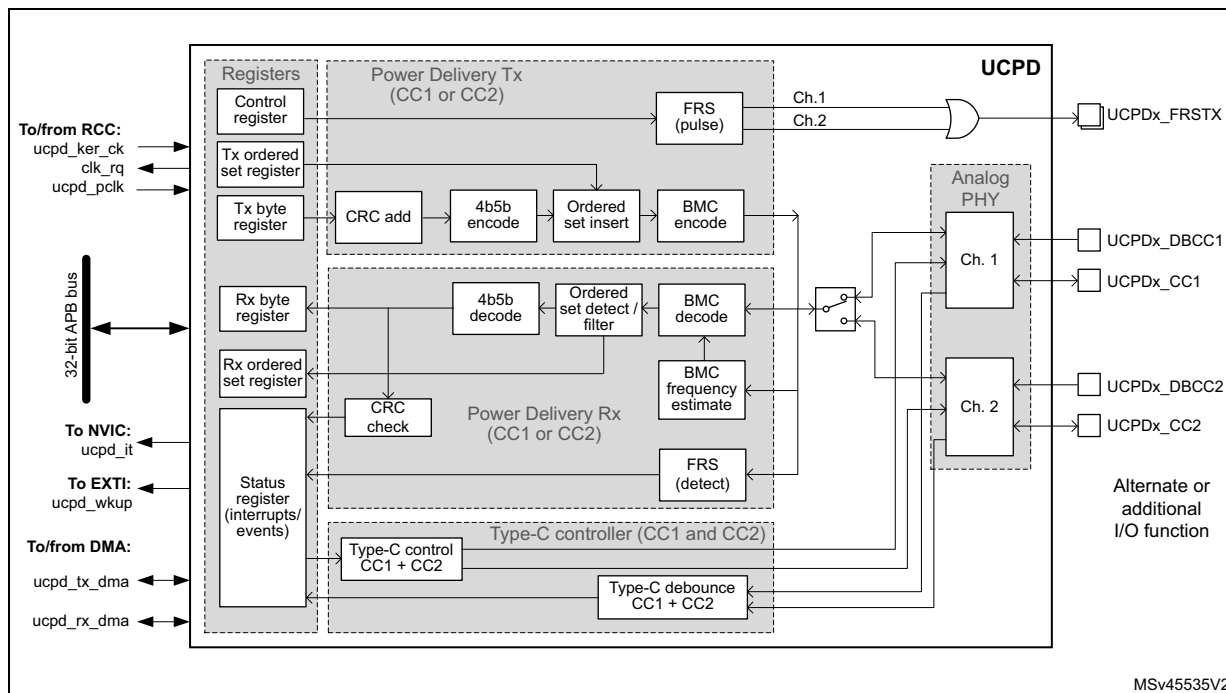 UCPD
Registers
Control
register
Tx ordered
set register
Tx byte
register
Rx byte
register
Rx ordered
set register
Status
register
(interrupts/
events)
Power Delivery Tx
(CC1 or CC2)
FRS
(pulse)
Ch.1
Ch.2
CRC add
4b5b
encode
Ordered
set insert
BMC
encode
4b5b
decode
Ordered
set detect /
filter
BMC
decode
BMC
frequency
estimate
CRC
check
Power Delivery Rx
(CC1 or CC2)
FRS
(detect)
Type-C controller (CC1 and CC2)
Type-C control
CC1 + CC2
Type-C debounce
CC1 + CC2
Analog
PHY
Ch. 1
Ch. 2
To/from RCC:
ucpd_ker_ck
clk_rq
ucpd_pclk
32-bit APB bus
To NVIC:
ucpd_it
To EXTI:
ucpd_wkup
To/from DMA:
ucpd_tx_dma
ucpd_rx_dma
UCPDx_FRSTX
UCPDx_DBCC1
UCPDx_CC1
UCPDx_DBCC2
UCPDx_CC2
Alternate or
additional
I/O function
MSv45535V2